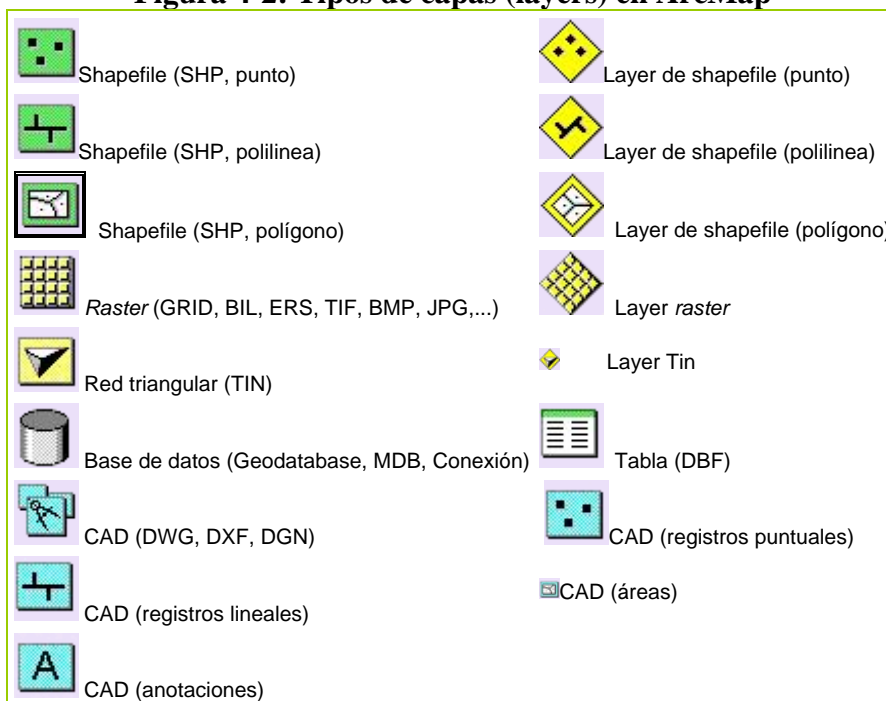 Figura 4-2. Tipos de capas (layers) en ArcMap
Shapefile (SHP, punto)
Layer de shapefile (punto)
Shapefile (SHP, polilinea)
Layer de shapefile (polilinea)
Shapefile (SHP, polígono)
Layer de shapefile (polígono)
Raster (GRID, BIL, ERS, TIF, BMP, JPG,...)
Layer raster
Red triangular (TIN)
Layer Tin
Base de datos (Geodatabase, MDB, Conexión)
Tabla (DBF)
CAD (DWG, DXF, DGN)
CAD (registros puntuales)
CAD (registros lineales)
CAD (áreas)
A
CAD (anotaciones)